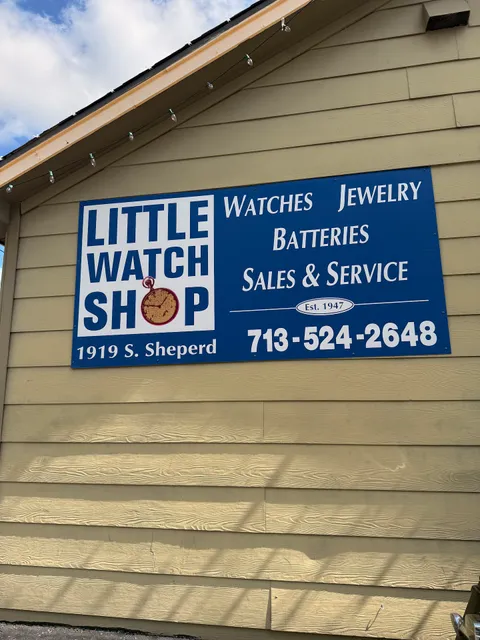 LITTLE
WATCH
SHOP
1919 S. Sheperd
WATCHES JEWELRY
BATTERIES
SALES & SERVICE
EST. 1947
713-524-2648